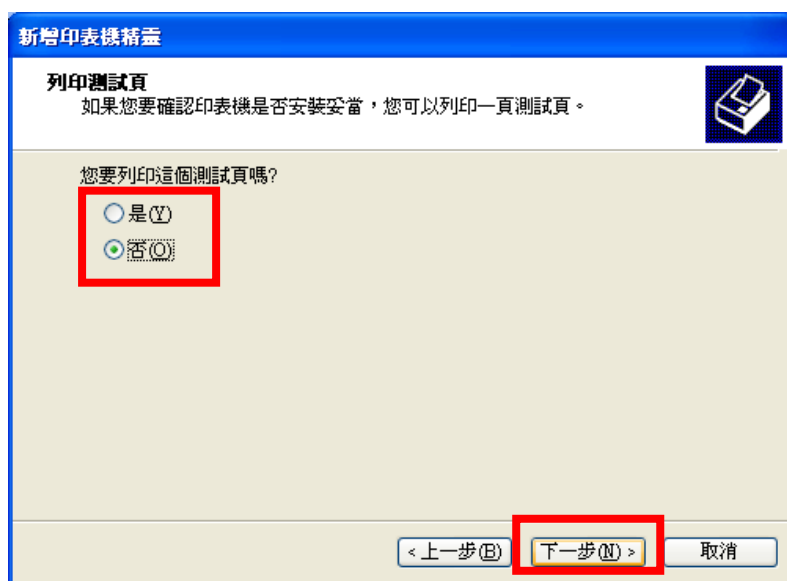 新增印表機精靈
列印測試頁
如果您要確認印表機是否安裝妥當，您可以列印一頁測試頁。
您要列印這個測試頁嗎?
是(Y)
否(O)
<上一步(B) 下一步(N)> 取消